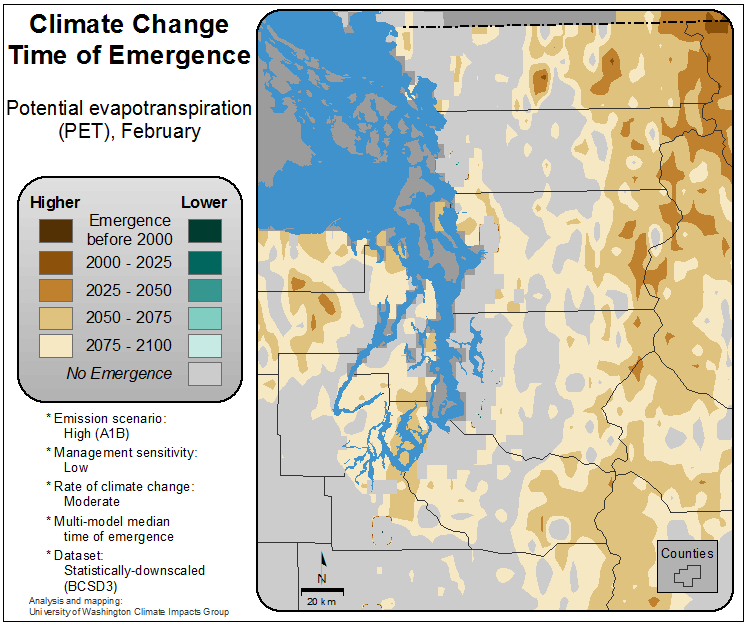 Climate Change
Time of Emergence
Potential evapotranspiration
(PET), February
Higher Lower
Emergence
before 2000
2000 - 2025
2025 - 2050
2050 - 2075
2075 - 2100
No Emergence
* Emission scenario:
High (A1B)
* Management sensitivity:
Low
* Rate of climate change:
Moderate
* Multi-model median
time of emergence
* Dataset:
Statistically-downscaled
(BCSD3)
Analysis and mapping:
University of Washington Climate Impacts Group
N
20 km
Counties